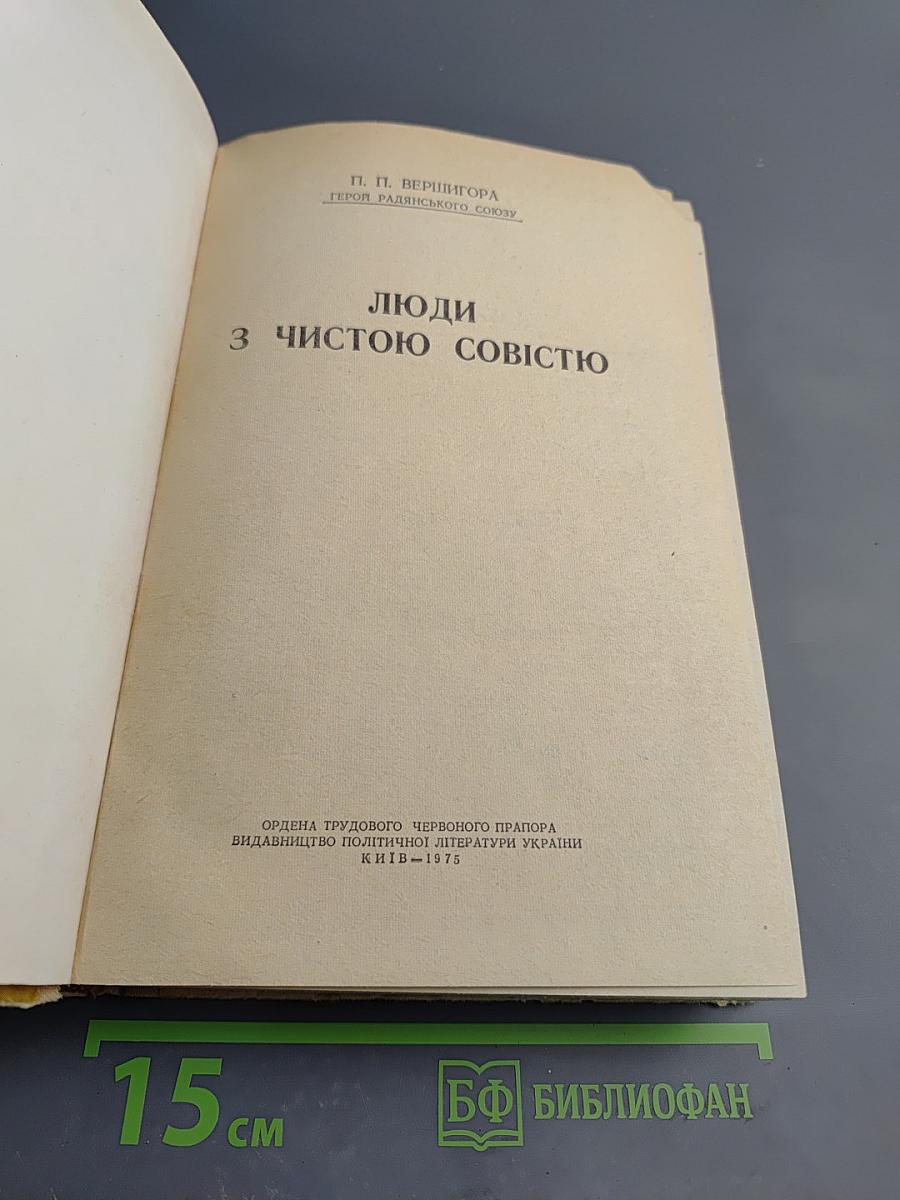 П. П. ВЕРШИГОРА
ГЕРОЙ РАДЯНСЬКОГО СОЮЗУ
ЛЮДИ
З ЧИСТОЮ СОВІСТЮ
ОРДЕНА ТРУДОВОГО ЧЕРВОНОГО ПРАПОРА
ВИДАВНИЦТВО ПОЛІТИЧНОЇ ЛІТЕРАТУРИ УКРАЇНИ
КИЇВ—1975
15 см
БФ БИБЛИОФАН